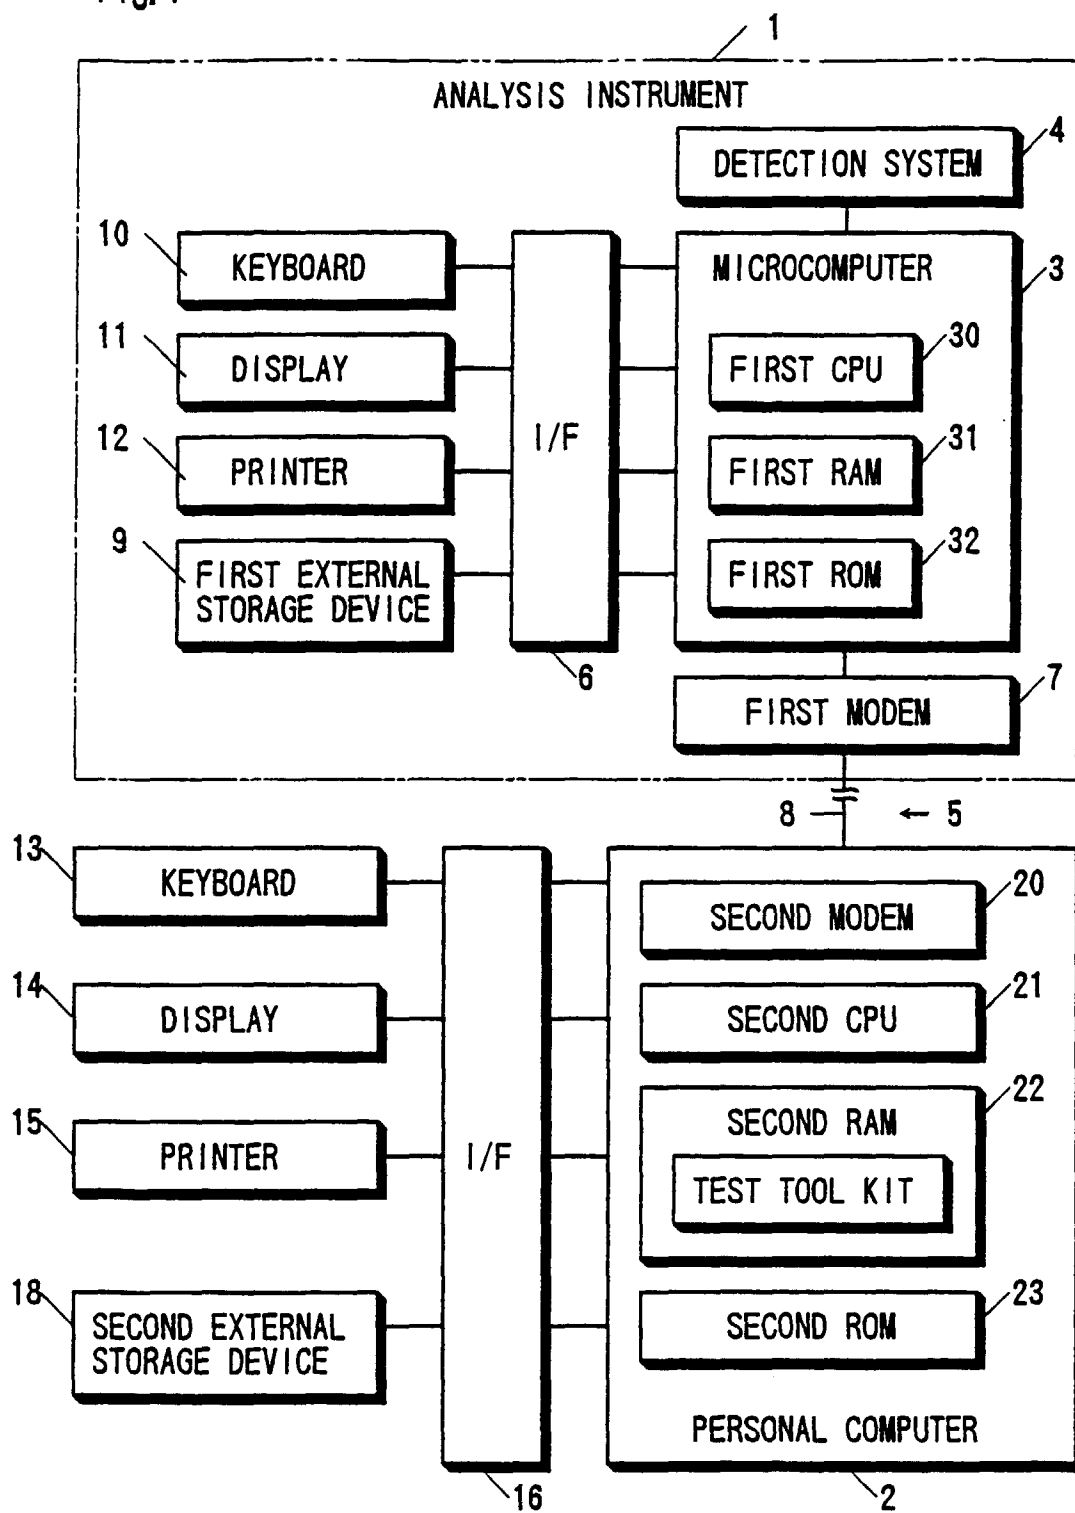 1
ANALYSIS INSTRUMENT
4
DETECTION SYSTEM
10
KEYBOARD
MICROCOMPUTER
3
11
DISPLAY
30
FIRST CPU
12
PRINTER
I/F
31
FIRST RAM
9
FIRST EXTERNAL
STORAGE DEVICE
32
FIRST ROM
6
7
FIRST MODEM
8
← 5
13
KEYBOARD
20
SECOND MODEM
14
DISPLAY
21
SECOND CPU
15
PRINTER
I/F
22
SECOND RAM
TEST TOOL KIT
18
SECOND EXTERNAL
STORAGE DEVICE
23
SECOND ROM
PERSONAL COMPUTER
16
2